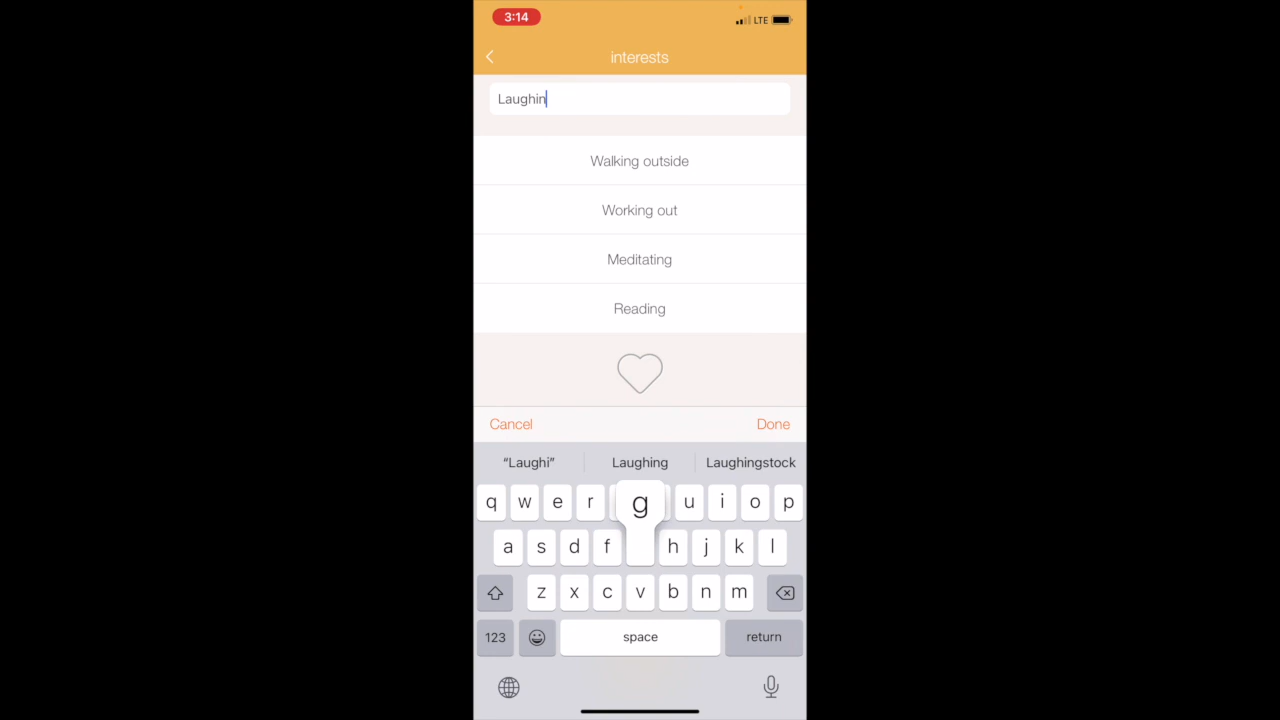 3:14 LTE
interests
Laughin
Walking outside
Working out
Meditating
Reading
Cancel Done
“Laughi” Laughing Laughingstock
q w e r g u i o p
a s d f h j k l
z x c v b n m
123 space return